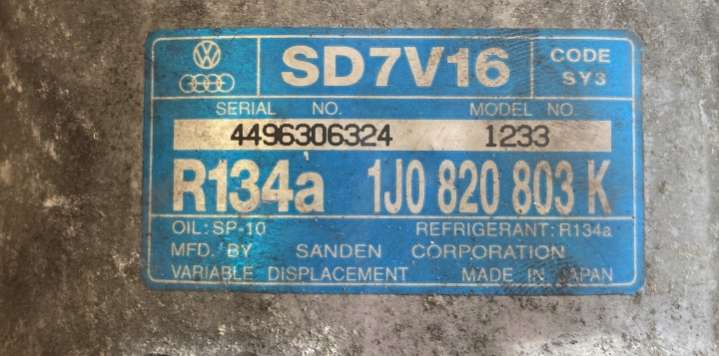 SD7V16
CODE
SY3
SERIAL NO. MODEL NO.
4496306324 1233
R134a 1J0 820 803 K
OIL: SP-10 REFRIGERANT: R134a
MFD. BY SANDEN CORPORATION
VARIABLE DISPLACEMENT MADE IN JAPAN